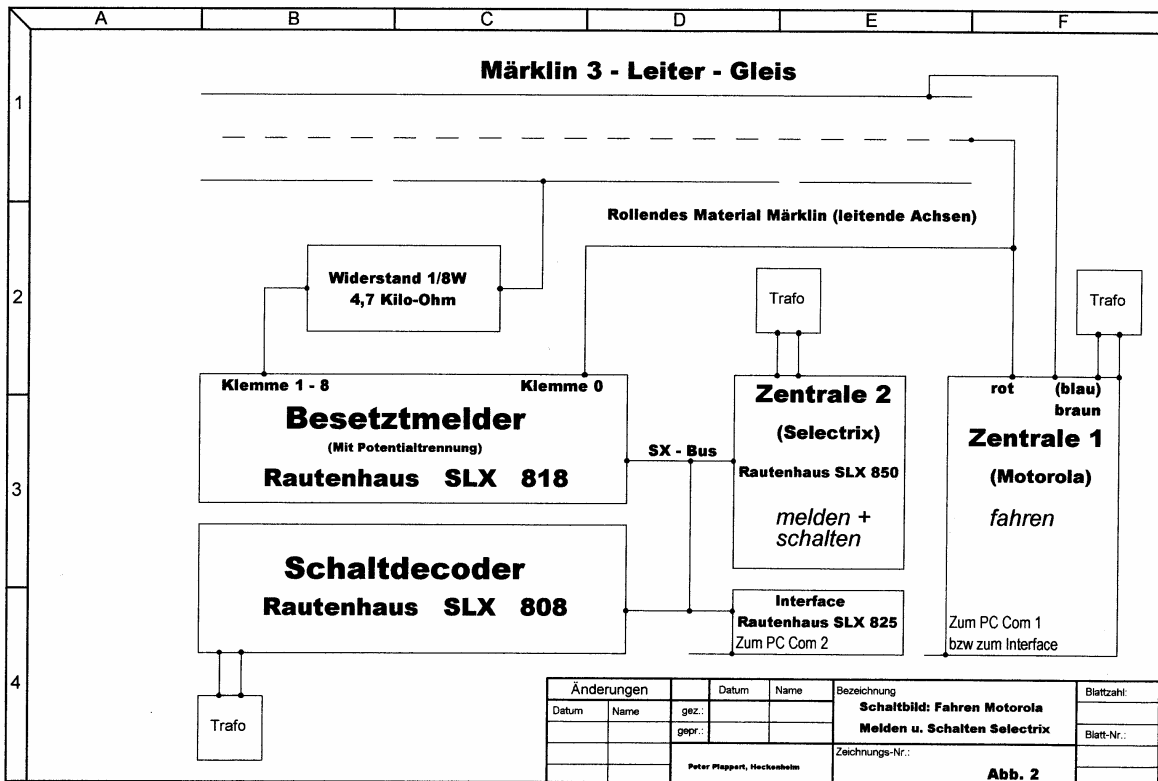 A B C D E F
Märklin 3 - Leiter - Gleis
1
Rollendes Material Märklin (leitende Achsen)
2
Widerstand 1/8W
4,7 Kilo-Ohm
Trafo
Trafo
Klemme 1 - 8
Klemme 0
Besetztmelder
(Mit Potentialtrennung)
Rautenhaus SLX 818
SX - Bus
Zentrale 2
(Selectrix)
Rautenhaus SLX 850
melden +
schalten
rot (blau)
braun
Zentrale 1
(Motorola)
fahren
3
Schaltdecoder
Rautenhaus SLX 808
Interface
Rautenhaus SLX 825
Zum PC Com 2
Zum PC Com 1
bzw zum Interface
4
Trafo
Änderungen
Datum Name
Datum Name
gez.:
gepr.:
Peter Plappert, Hockenheim
Bezeichnung
Schaltbild: Fahren Motorola
Melden u. Schalten Selectrix
Zeichnungs-Nr.:
Abb. 2
Blattzahl:
Blatt-Nr.: